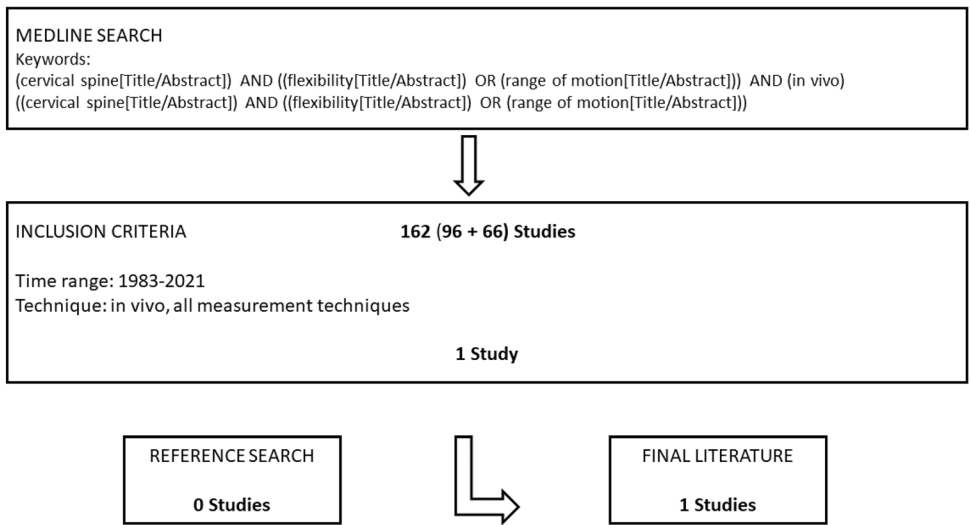 MEDLINE SEARCH
Keywords:
(cervical spine[Title/Abstract]) AND ((flexibility[Title/Abstract]) OR (range of motion[Title/Abstract])) AND (in vivo)
((cervical spine[Title/Abstract]) AND ((flexibility[Title/Abstract]) OR (range of motion[Title/Abstract]))
INCLUSION CRITERIA 162 (96 + 66) Studies
Time range: 1983-2021
Technique: in vivo, all measurement techniques
1 Study
REFERENCE SEARCH
0 Studies
FINAL LITERATURE
1 Studies